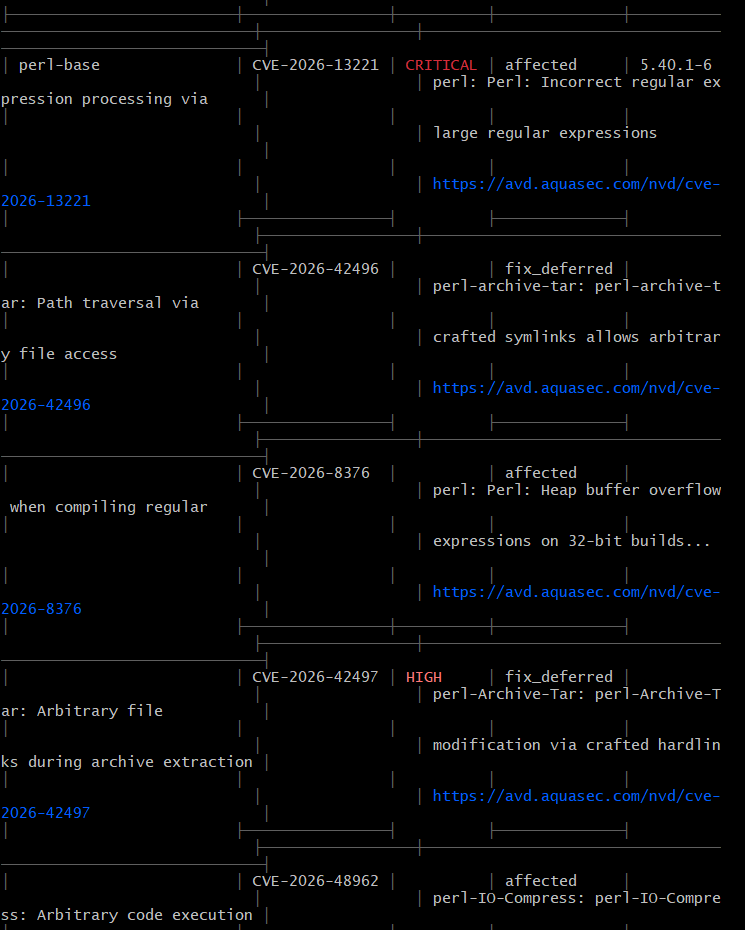 perl-base CVE-2026-13221 CRITICAL affected 5.40.1-6
perl: Perl: Incorrect regular ex
pression processing via
large regular expressions
https://avd.aquasec.com/nvd/cve-
2026-13221
CVE-2026-42496 fix_deferred
perl-archive-tar: perl-archive-t
ar: Path traversal via
crafted symlinks allows arbitrar
y file access
https://avd.aquasec.com/nvd/cve-
2026-42496
CVE-2026-8376 affected
perl: Perl: Heap buffer overflow
when compiling regular
expressions on 32-bit builds...
https://avd.aquasec.com/nvd/cve-
2026-8376
CVE-2026-42497 HIGH fix_deferred
perl-Archive-Tar: perl-Archive-T
ar: Arbitrary file
modification via crafted hardlin
ks during archive extraction
https://avd.aquasec.com/nvd/cve-
2026-42497
CVE-2026-48962 affected
perl-IO-Compress: perl-IO-Compre
ss: Arbitrary code execution